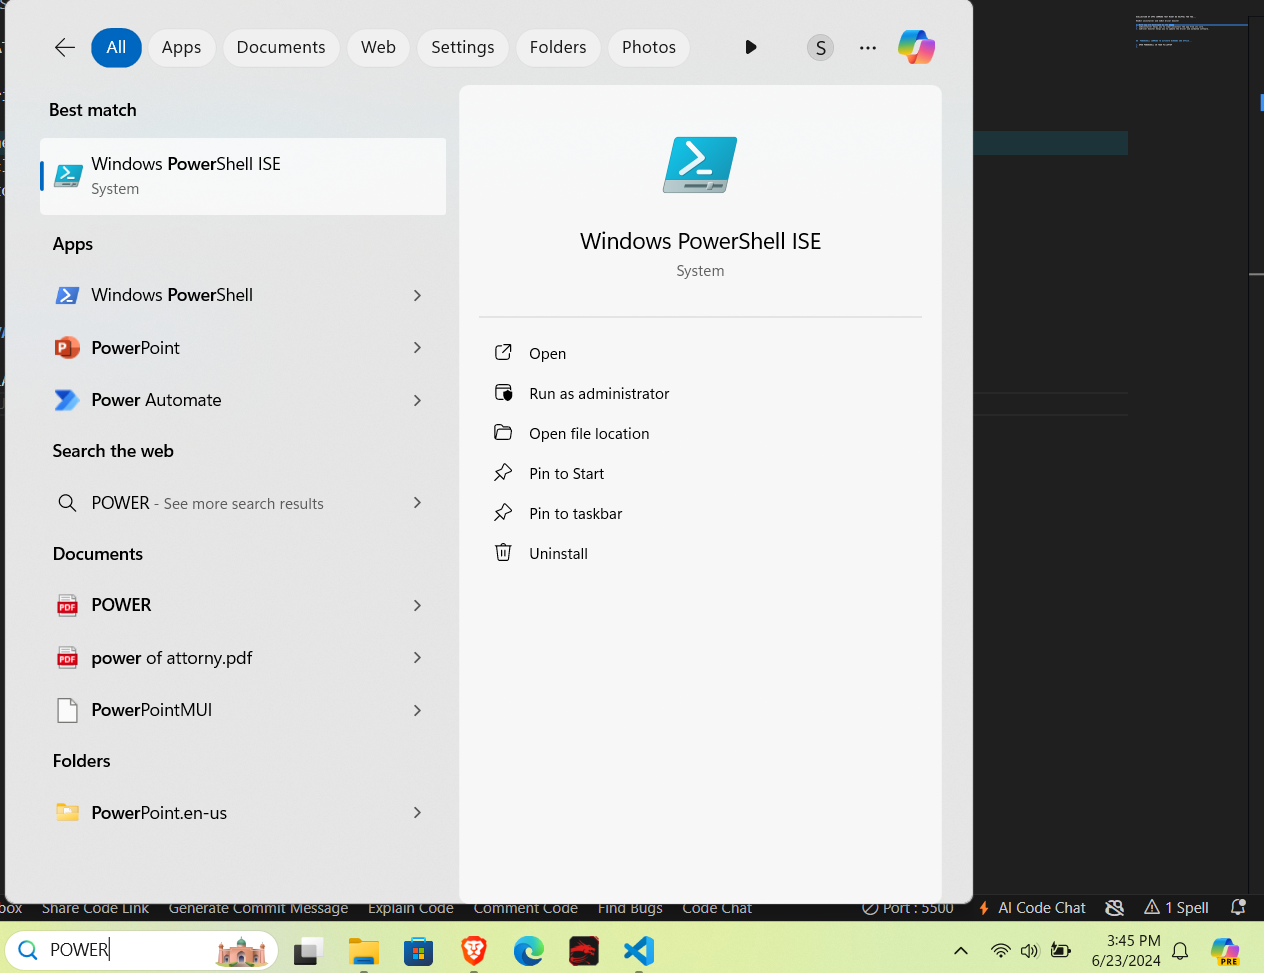 All
Apps
Documents
Web
Settings
Folders
Photos
S
Best match
Windows PowerShell ISE
System
Apps
Windows PowerShell
PowerPoint
Power Automate
Search the web
POWER - See more search results
Documents
POWER
power of attorny.pdf
PowerPointMUI
Folders
PowerPoint.en-us
Windows PowerShell ISE
System
Open
Run as administrator
Open file location
Pin to Start
Pin to taskbar
Uninstall
box Share Code Link Generate Commit Message Explain Code Comment Code Find Bugs Code Chat Port : 5500 AI Code Chat 1 Spell
POWER
3:45 PM
6/23/2024
PRE